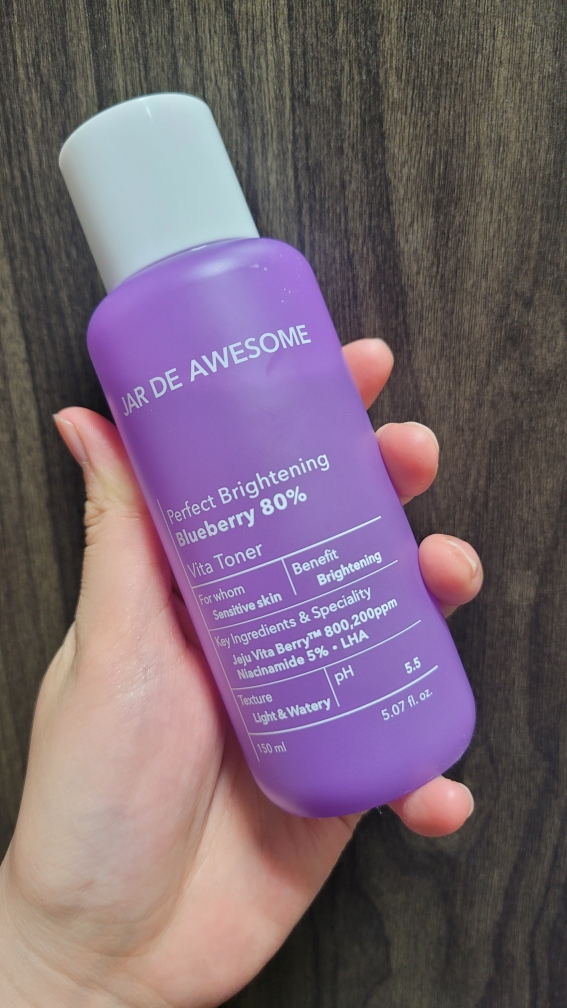 JAR DE AWESOME
Perfect Brightening
Blueberry 80%
Vita Toner
For whom
Sensitive skin
Benefit
Brightening
Key Ingredients & Speciality
Jeju Vita Berry™ 800,200ppm
Niacinamide 5% • LHA
Texture
Light & Watery
pH
5.5
150 ml
5.07 fl. oz.